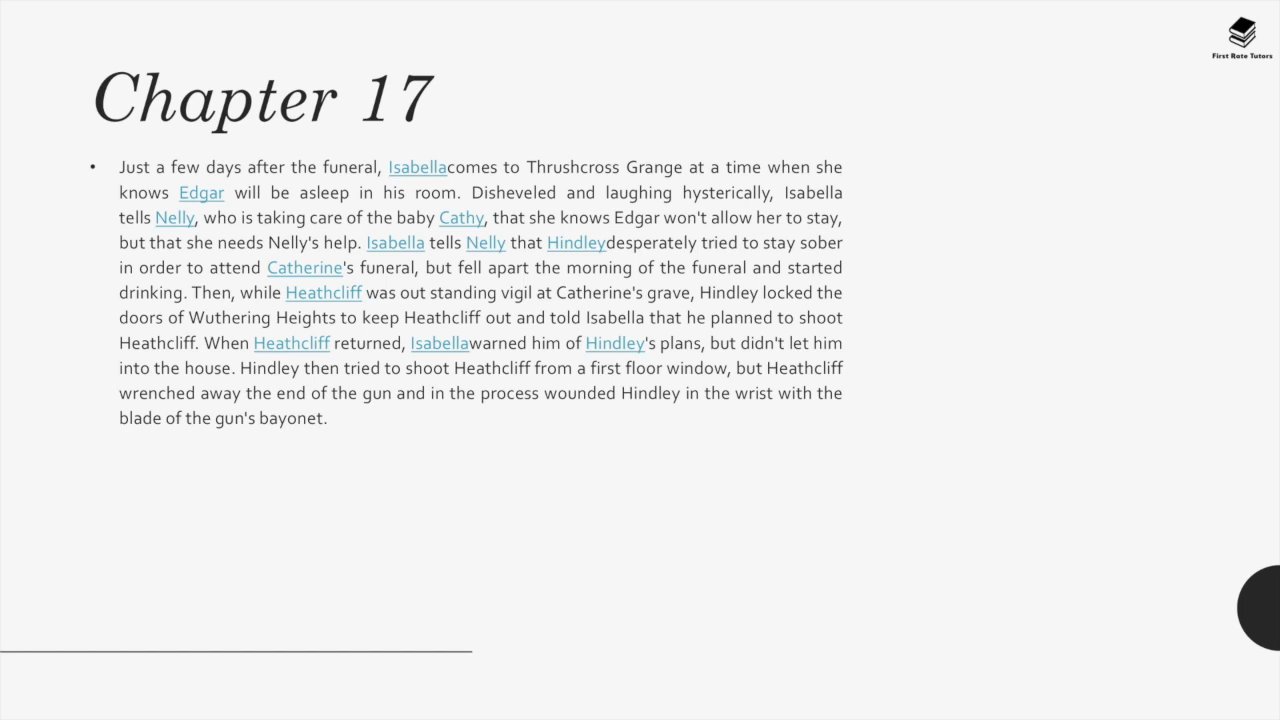 First Rate Tutors
Chapter 17
• Just a few days after the funeral, Isabellacomes to Thrushcross Grange at a time when she
knows Edgar will be asleep in his room. Disheveled and laughing hysterically, Isabella
tells Nelly, who is taking care of the baby Cathy, that she knows Edgar won't allow her to stay,
but that she needs Nelly's help. Isabella tells Nelly that Hindleydesperately tried to stay sober
in order to attend Catherine's funeral, but fell apart the morning of the funeral and started
drinking. Then, while Heathcliff was out standing vigil at Catherine's grave, Hindley locked the
doors of Wuthering Heights to keep Heathcliff out and told Isabella that he planned to shoot
Heathcliff. When Heathcliff returned, Isabellawarned him of Hindley's plans, but didn't let him
into the house. Hindley then tried to shoot Heathcliff from a first floor window, but Heathcliff
wrenched away the end of the gun and in the process wounded Hindley in the wrist with the
blade of the gun's bayonet.